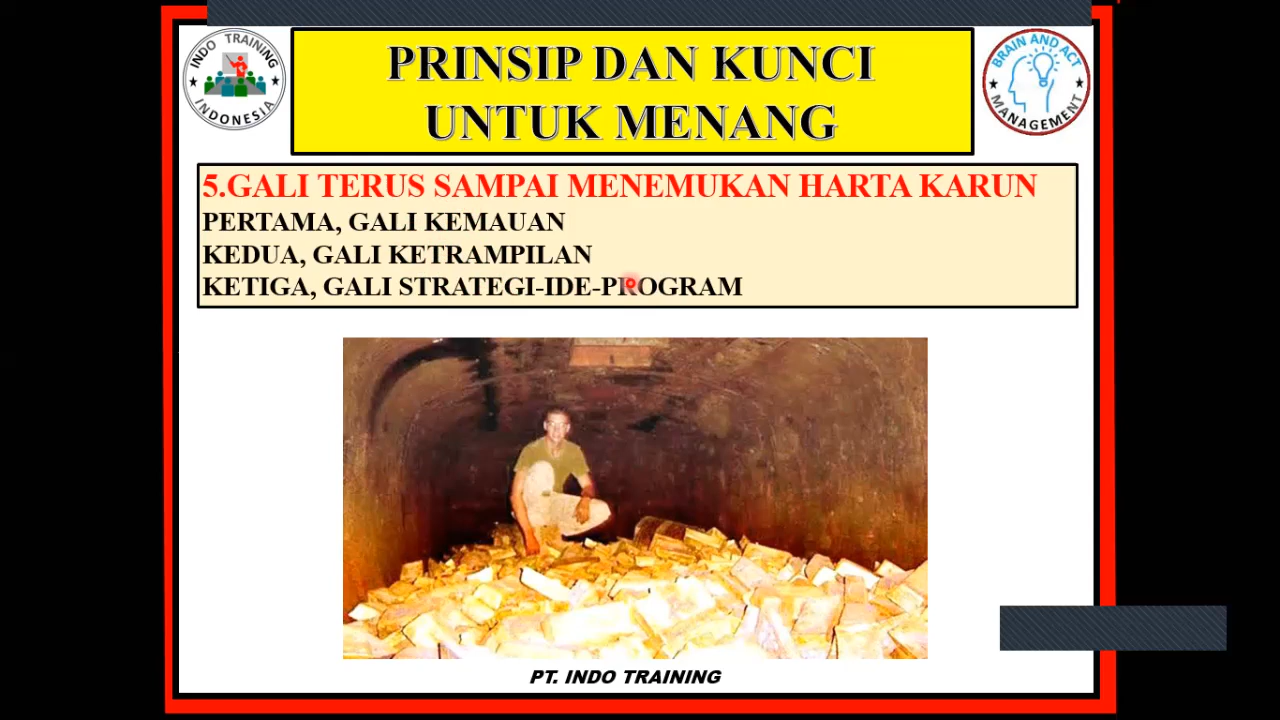 INDO TRAINING
INDONESIA
PRINSIP DAN KUNCI
UNTUK MENANG
BRAIN AND ACT
MANAGEMENT
5.GALI TERUS SAMPAI MENEMUKAN HARTA KARUN
PERTAMA, GALI KEMAUAN
KEDUA, GALI KETRAMPILAN
KETIGA, GALI STRATEGI-IDE-PROGRAM
PT. INDO TRAINING